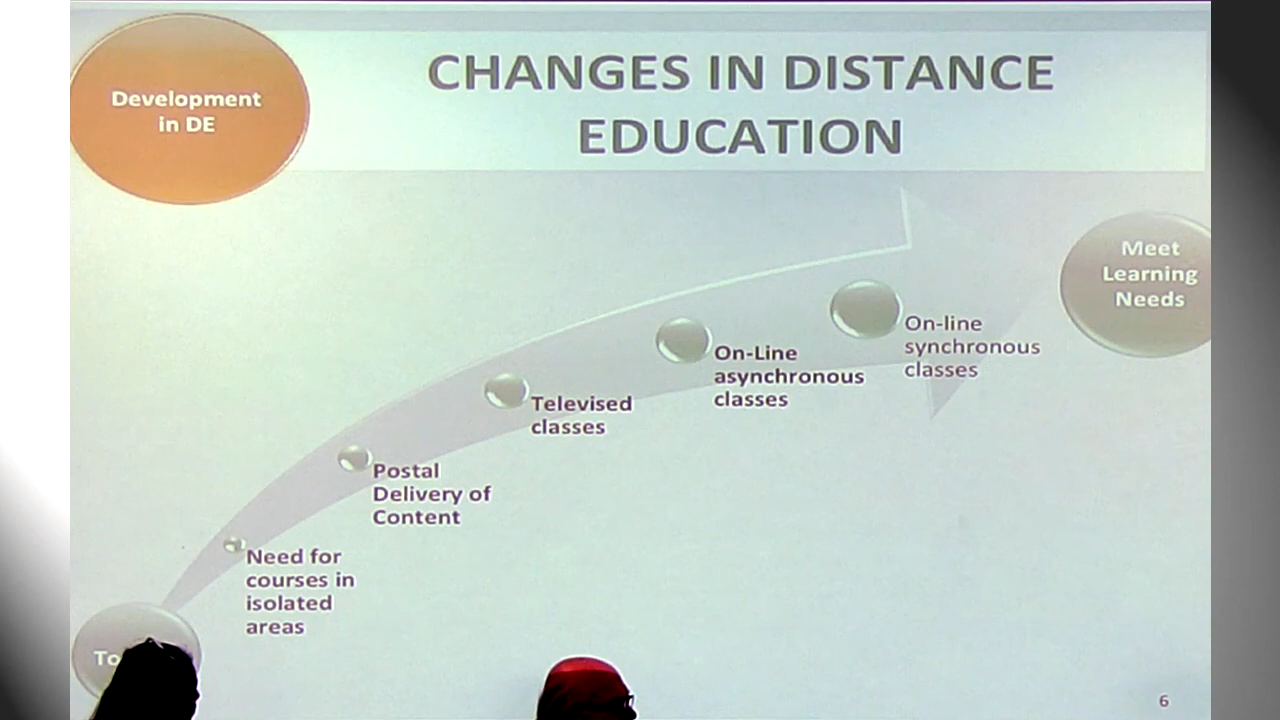 Development
in DE
CHANGES IN DISTANCE
EDUCATION
Meet
Learning
Needs
On-line
synchronous
classes
On-Line
asynchronous
classes
Televised
classes
Postal
Delivery of
Content
Need for
courses in
isolated
areas
6